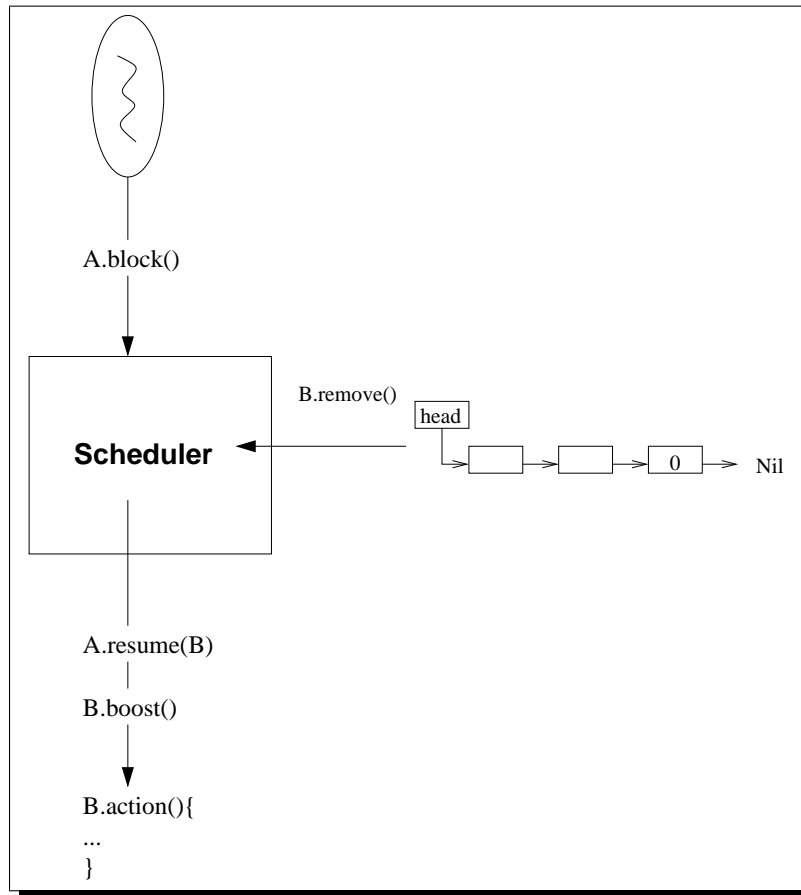 A.block()
B.remove()
head
Scheduler
0
Nil
A.resume(B)
B.boost()
B.action(){
...
}